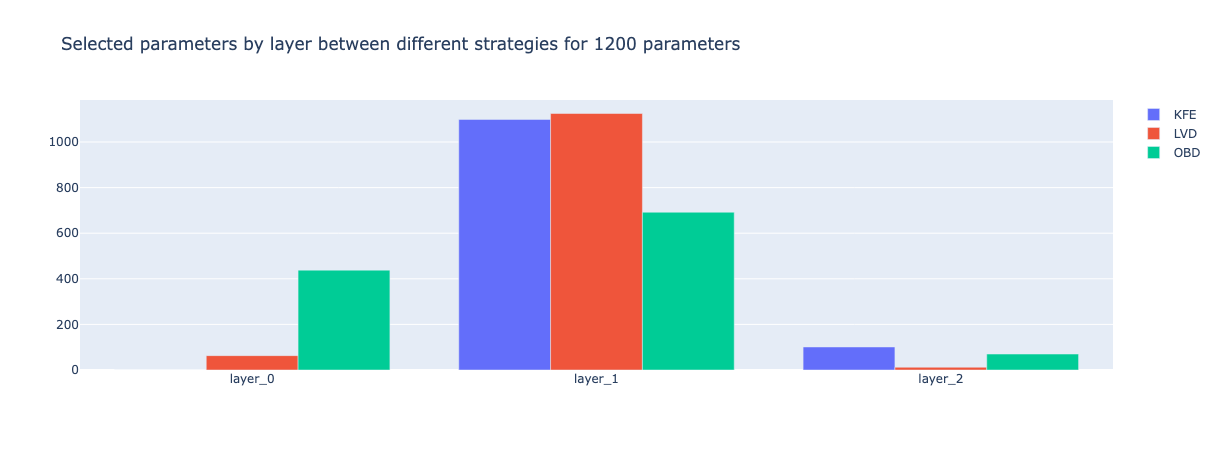 Selected parameters by layer between different strategies for 1200 parameters
KFE
LVD
OBD
1000
800
600
400
200
0
layer_0
layer_1
layer_2